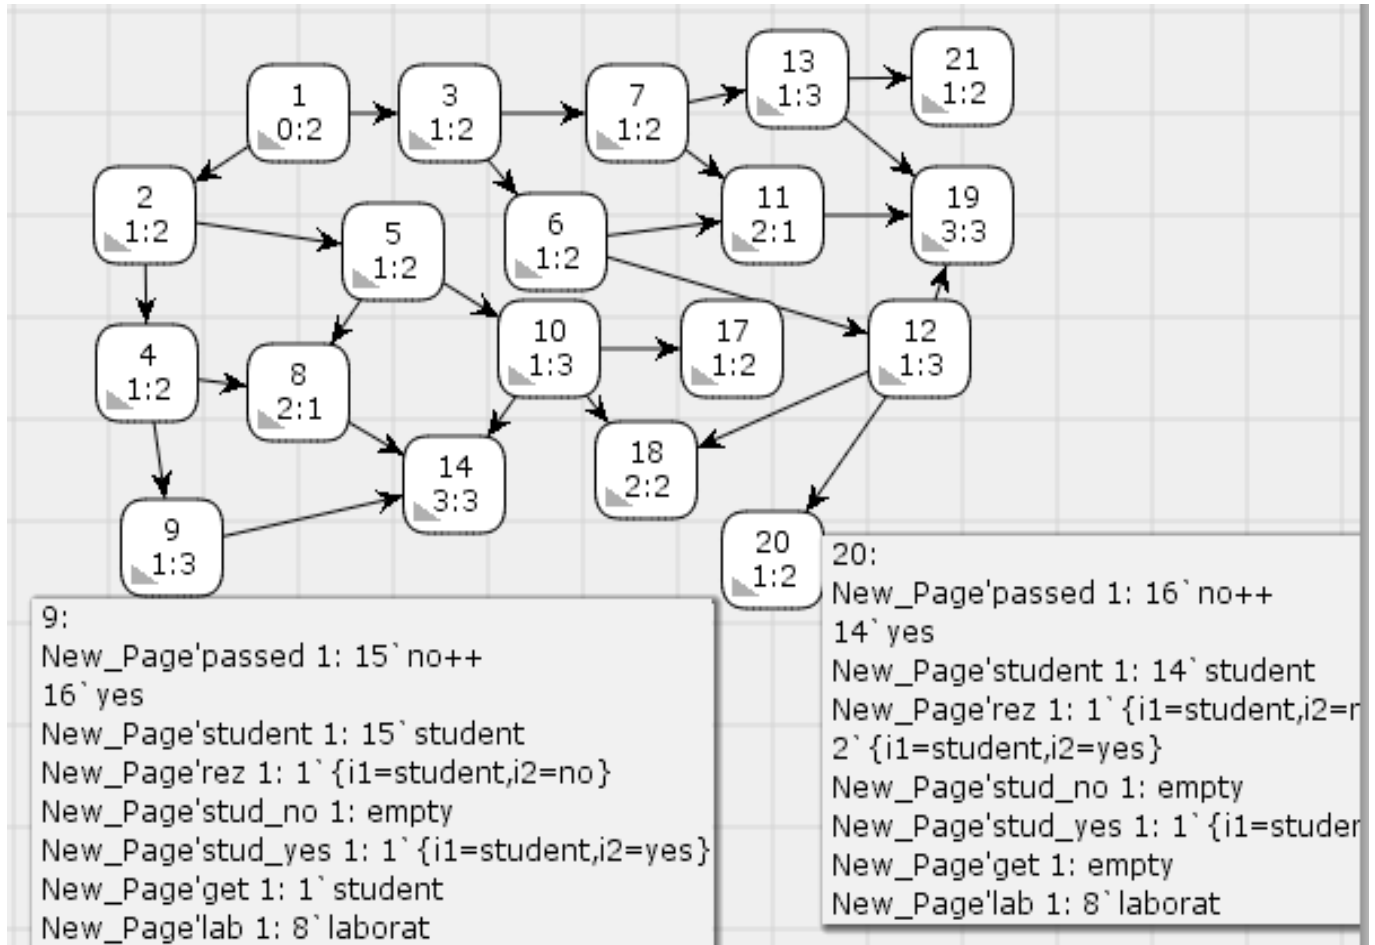 1
0:2
3
1:2
7
1:2
13
1:3
21
1:2
2
1:2
5
1:2
6
1:2
11
2:1
19
3:3
4
1:2
8
2:1
10
1:3
17
1:2
12
1:3
14
3:3
18
2:2
9
1:3
20
1:2
9:
New_Page'passed 1: 15`no++
16`yes
New_Page'student 1: 15`student
New_Page'rez 1: 1`{i1=student,i2=no}
New_Page'stud_no 1: empty
New_Page'stud_yes 1: 1`{i1=student,i2=yes}
New_Page'get 1: 1`student
New_Page'lab 1: 8`laborat
20:
New_Page'passed 1: 16`no++
14`yes
New_Page'student 1: 14`student
New_Page'rez 1: 1`{i1=student,i2=
2`{i1=student,i2=yes}
New_Page'stud_no 1: empty
New_Page'stud_yes 1: 1`{i1=studer
New_Page'get 1: empty
New_Page'lab 1: 8`laborat